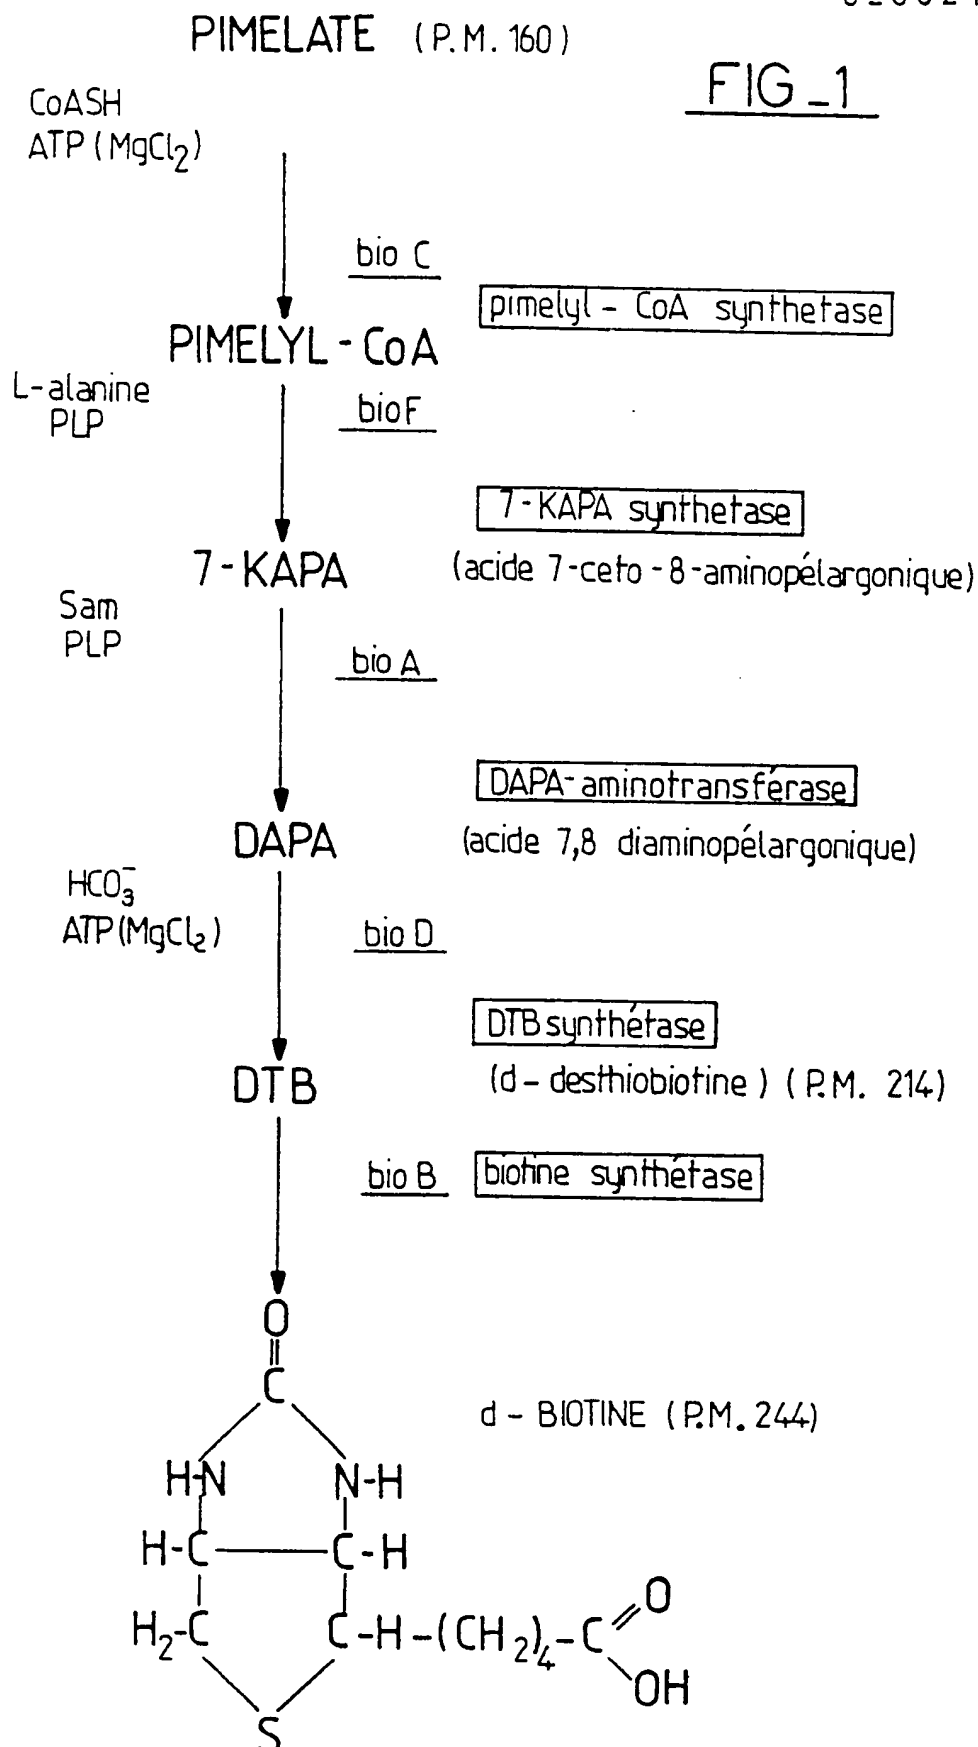 PIMELATE (P.M. 160)
FIG_1
CoASH
ATP (MgCl2)
bio C
pimelyl - CoA synthetase
PIMELYL - CoA
L-alanine
PLP
bioF
7-KAPA synthetase
7-KAPA
(acide 7-ceto-8-aminopélargonique)
Sam
PLP
bio A
DAPA-aminotransférase
DAPA
(acide 7,8 diaminopélargonique)
HCO3-
ATP(MgCl2)
bio D
DTB synthétase
DTB
(d-desthiobiotine) (P.M. 214)
bio B
biotine synthétase
O
C
d - BIOTINE (P.M. 244)
H-N N-H
H-C C-H
H2-C C-H-(CH2)4-C O
OH
S